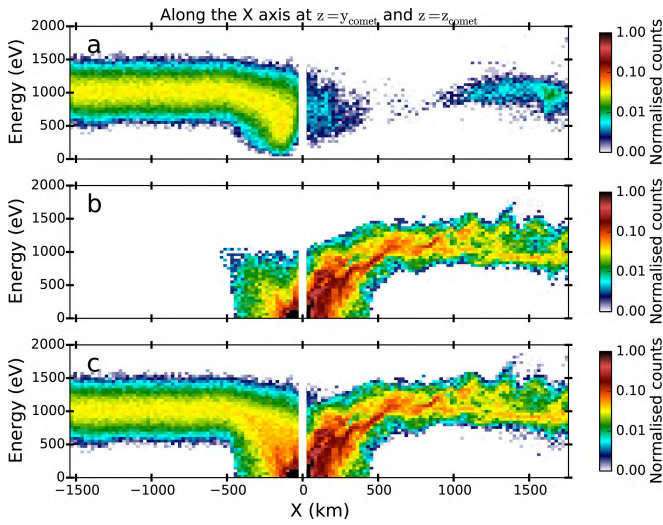 Along the X axis at z=y_comet and z=z_comet
a
2000
1500
1000
500
0
Energy (eV)
1.00
0.10
0.01
0.00
Normalised counts
b
2000
1500
1000
500
0
Energy (eV)
1.00
0.10
0.01
0.00
Normalised counts
c
2000
1500
1000
500
0
Energy (eV)
1.00
0.10
0.01
0.00
Normalised counts
−1500 −1000 −500 0 500 1000 1500
X (km)